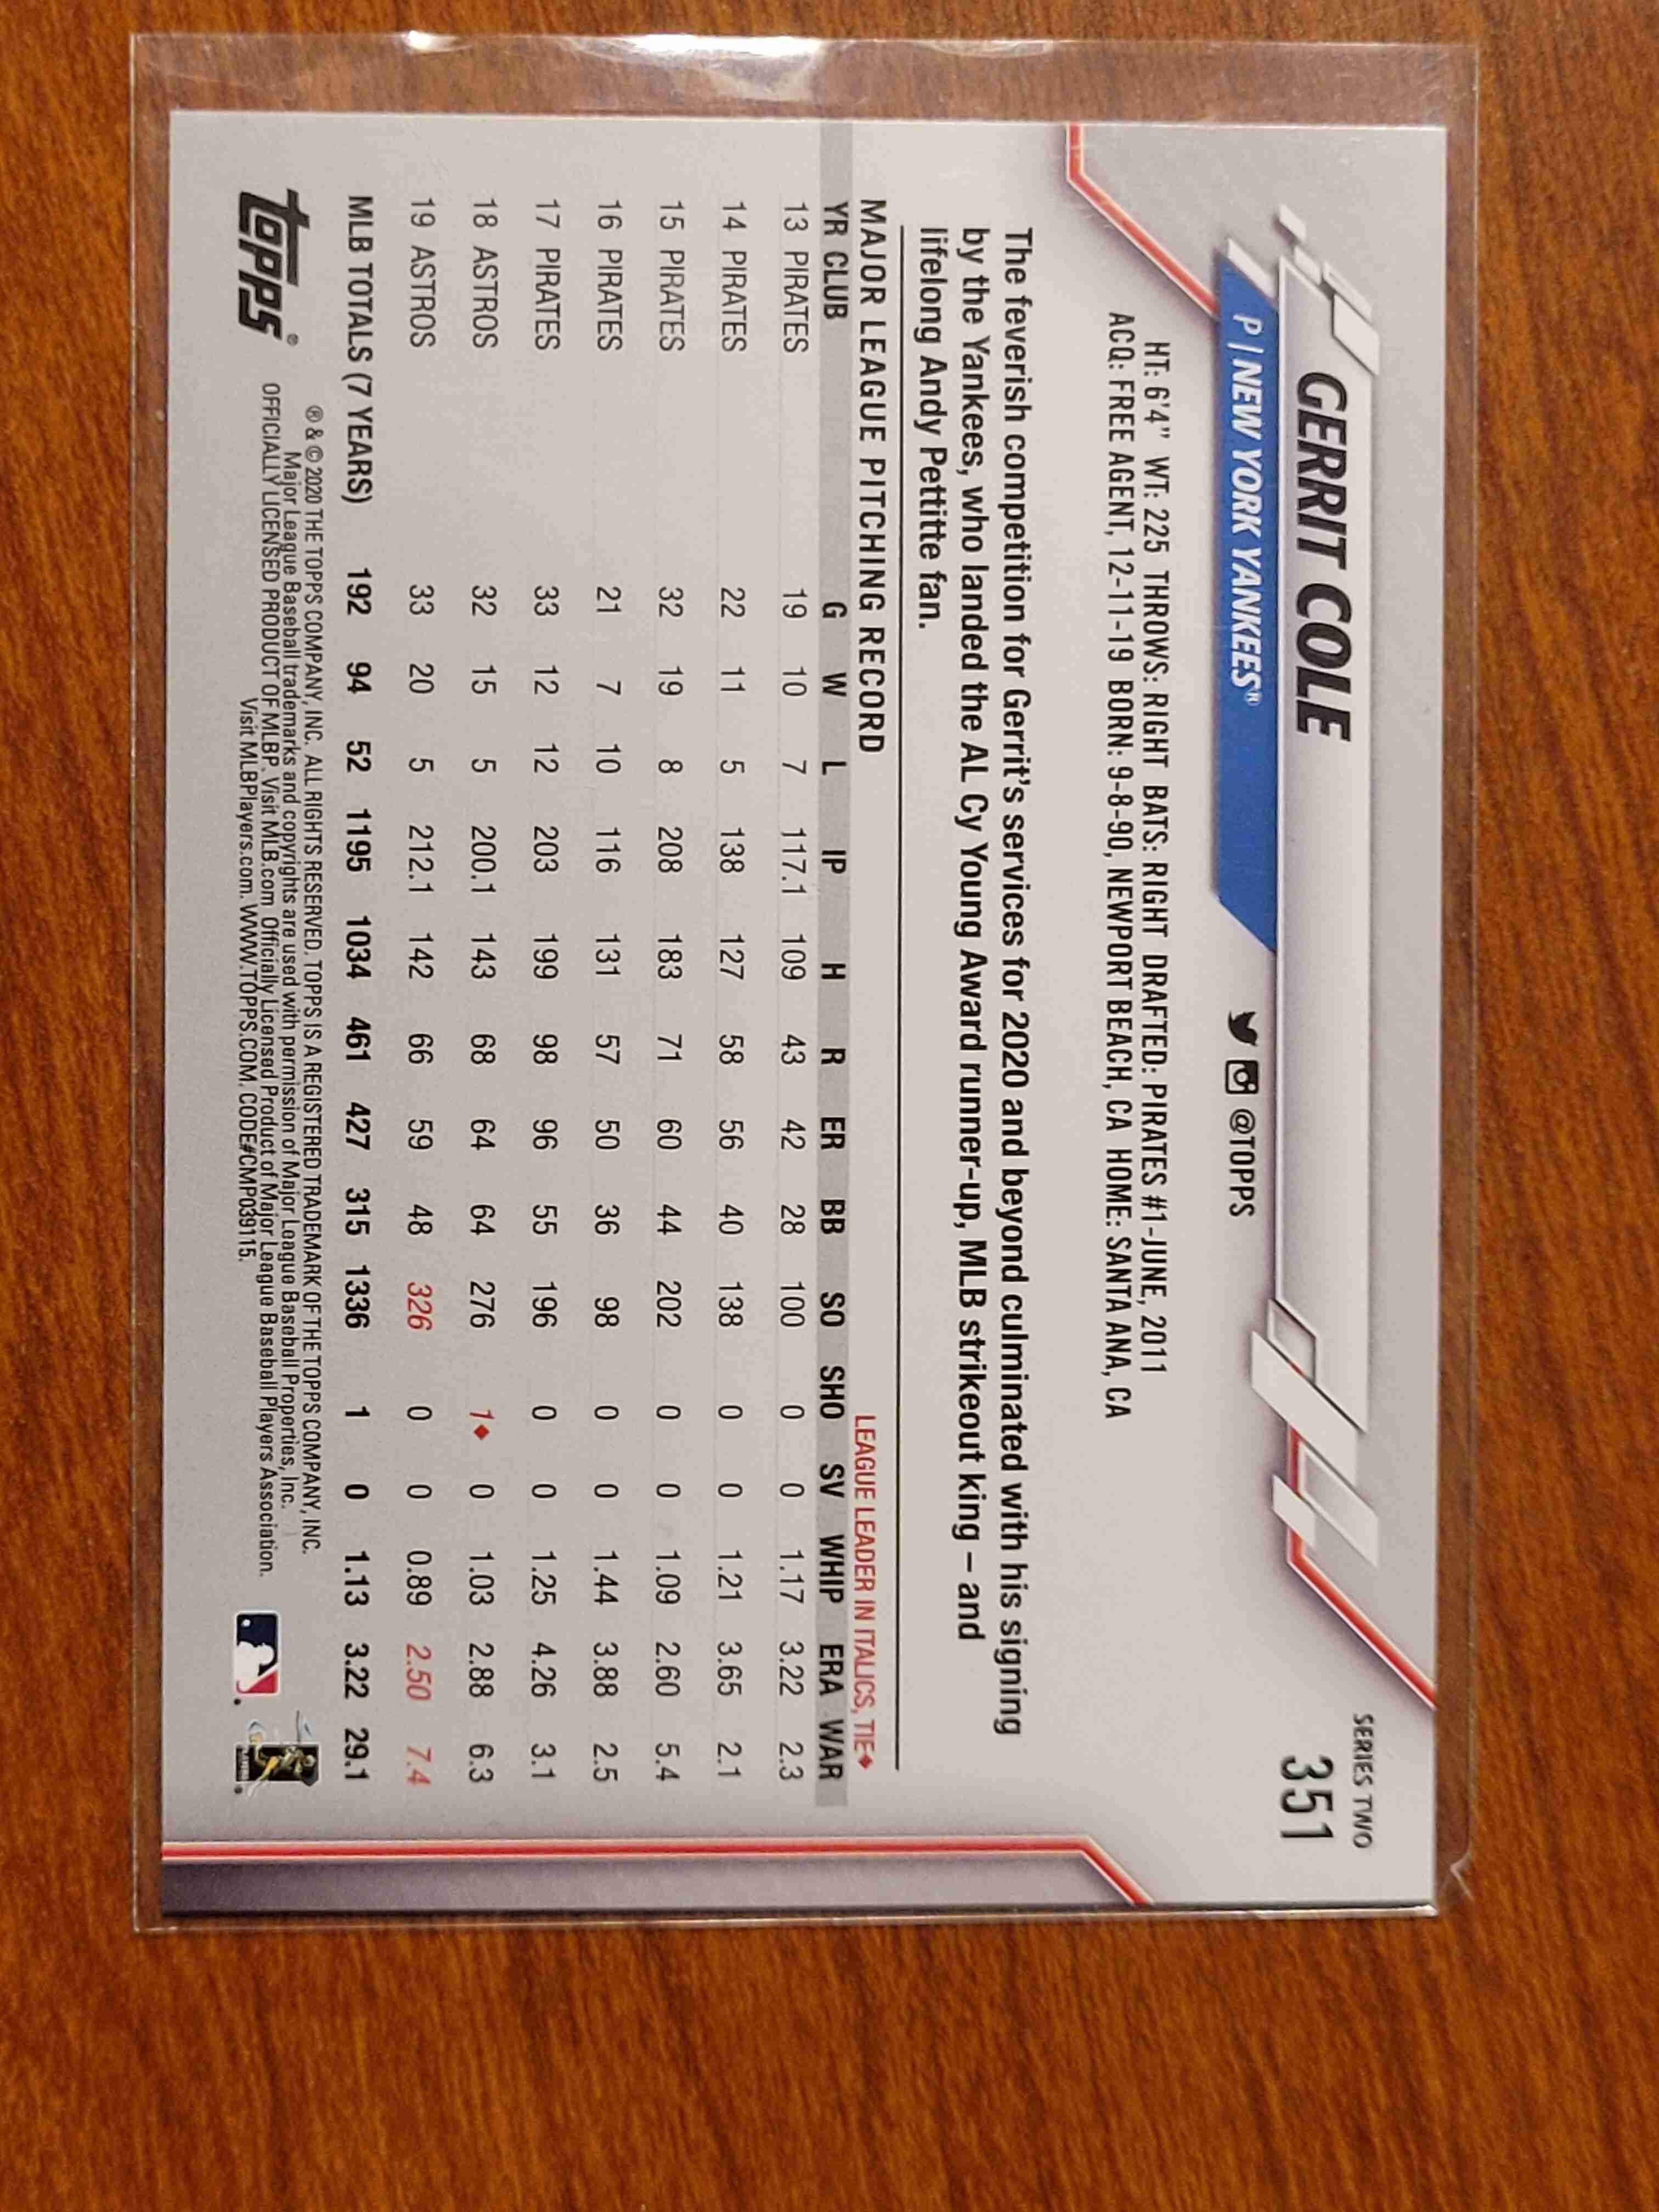 GERRIT COLE
SERIES TWO
351
P | NEW YORK YANKEES®
@TOPPS
HT: 6'4" WT: 225 THROWS: RIGHT BATS: RIGHT DRAFTED: PIRATES #1-JUNE, 2011
ACQ: FREE AGENT, 12-11-19 BORN: 9-8-90, NEWPORT BEACH, CA HOME: SANTA ANA, CA
The feverish competition for Gerrit's services for 2020 and beyond culminated with his signing
by the Yankees, who landed the AL Cy Young Award runner-up, MLB strikeout king – and
lifelong Andy Pettitte fan.
MAJOR LEAGUE PITCHING RECORD LEAGUE LEADER IN ITALICS, TIE♦
YR CLUB G W L IP H R ER BB SO SHO SV WHIP ERA WAR
13 PIRATES 19 10 7 117.1 109 43 42 28 100 0 0 1.17 3.22 2.3
14 PIRATES 22 11 5 138 127 58 56 40 138 0 0 1.21 3.65 2.1
15 PIRATES 32 19 8 208 183 71 60 44 202 0 0 1.09 2.60 5.4
16 PIRATES 21 7 10 116 131 57 50 36 98 0 0 1.44 3.88 2.5
17 PIRATES 33 12 12 203 199 98 96 55 196 0 0 1.25 4.26 3.1
18 ASTROS 32 15 5 200.1 143 68 64 64 276 1♦ 0 1.03 2.88 6.3
19 ASTROS 33 20 5 212.1 142 66 59 48 326 0 0 0.89 2.50 7.4
MLB TOTALS (7 YEARS) 192 94 52 1195 1034 461 427 315 1336 1 0 1.13 3.22 29.1
topps®
® & © 2020 THE TOPPS COMPANY, INC. ALL RIGHTS RESERVED. TOPPS IS A REGISTERED TRADEMARK OF THE TOPPS COMPANY, INC.
Major League Baseball trademarks and copyrights are used with permission of Major League Baseball Properties, Inc.
OFFICIALLY LICENSED PRODUCT OF MLBP. Visit MLB.com Officially Licensed Product of Major League Baseball Players Association.
Visit MLBPlayers.com. WWW.TOPPS.COM. CODE#CMP039115.